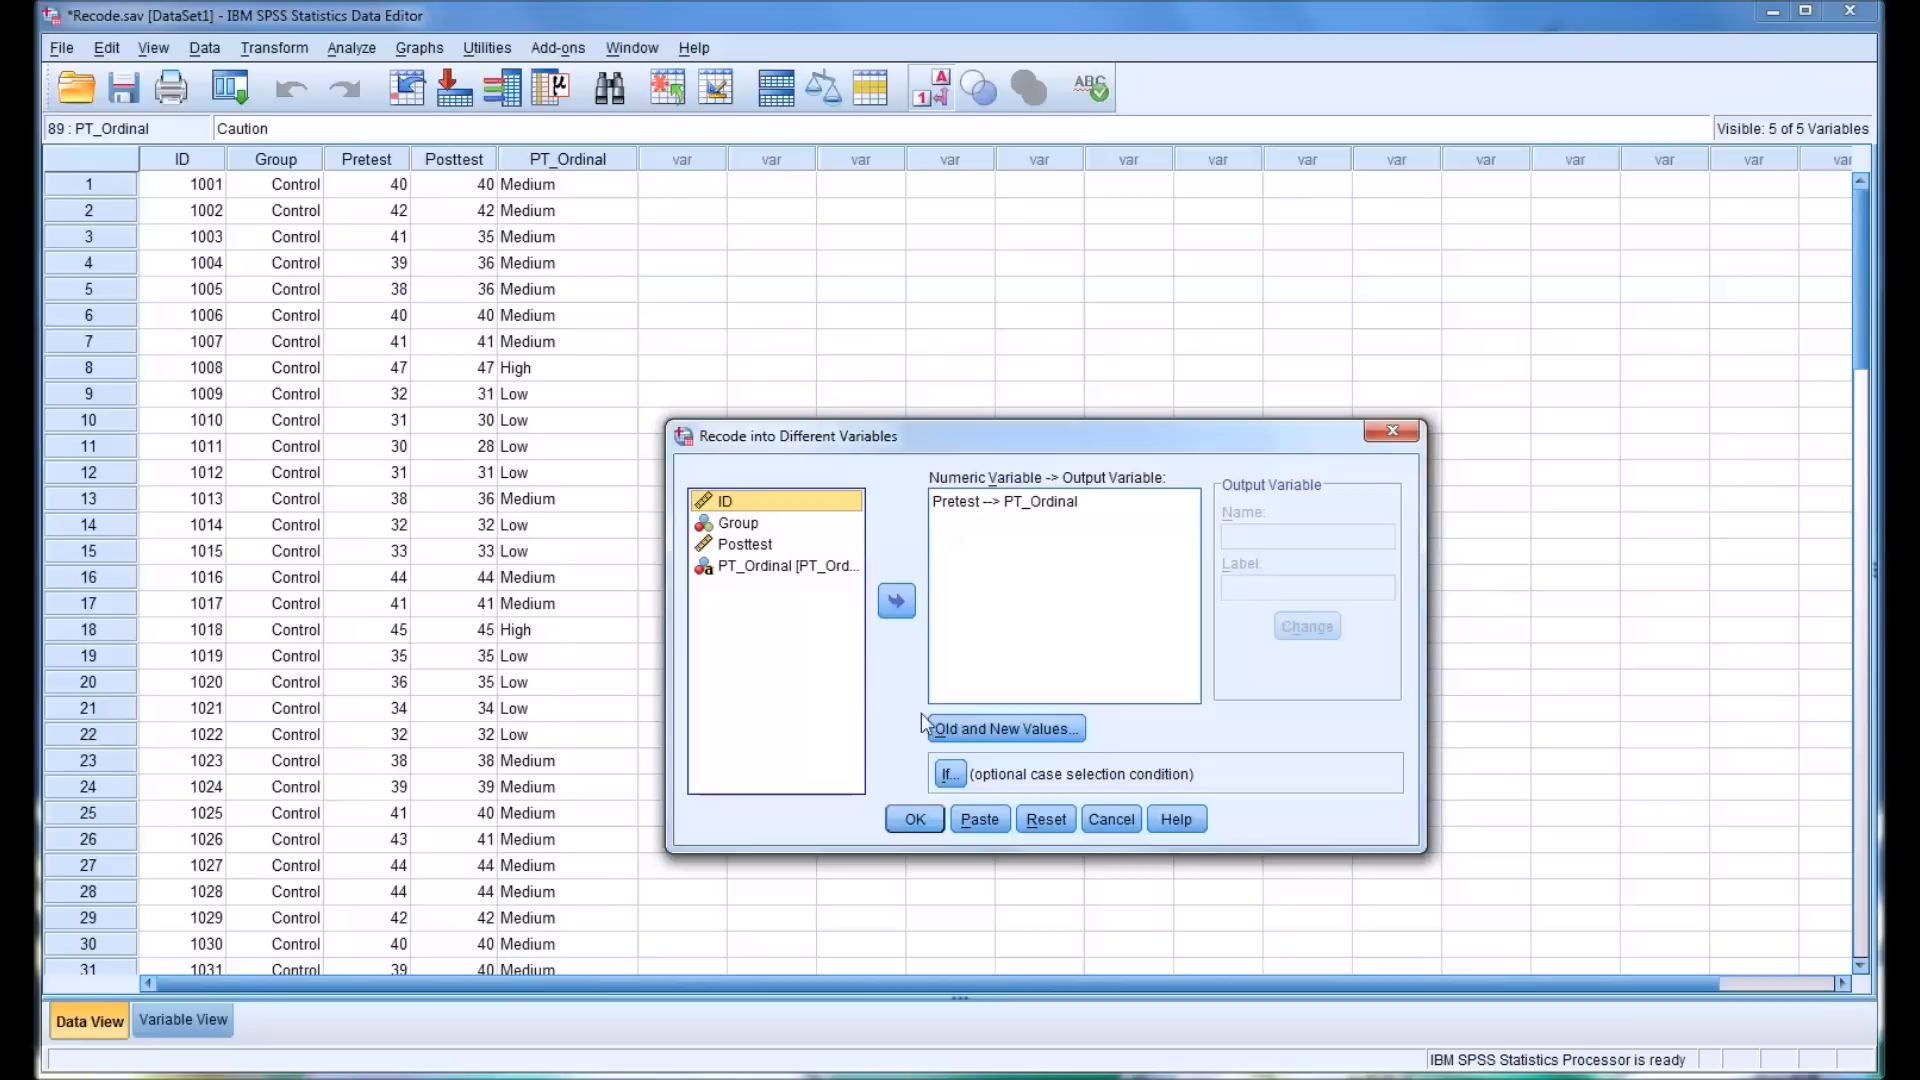 *Recode.sav [DataSet1] - IBM SPSS Statistics Data Editor
File Edit View Data Transform Analyze Graphs Utilities Add-ons Window Help
A 1 μ ABC
89 : PT_Ordinal Caution Visible: 5 of 5 Variables
ID Group Pretest Posttest PT_Ordinal var var var var var var var var var var var var var var
1 1001 Control 40 40 Medium
2 1002 Control 42 42 Medium
3 1003 Control 41 35 Medium
4 1004 Control 39 36 Medium
5 1005 Control 38 36 Medium
6 1006 Control 40 40 Medium
7 1007 Control 41 41 Medium
8 1008 Control 47 47 High
9 1009 Control 32 31 Low
10 1010 Control 31 30 Low
11 1011 Control 30 28 Low
12 1012 Control 31 31 Low
13 1013 Control 38 36 Medium
14 1014 Control 32 32 Low
15 1015 Control 33 33 Low
16 1016 Control 44 44 Medium
17 1017 Control 41 41 Medium
18 1018 Control 45 45 High
19 1019 Control 35 35 Low
20 1020 Control 36 35 Low
21 1021 Control 34 34 Low
22 1022 Control 32 32 Low
23 1023 Control 38 38 Medium
24 1024 Control 39 39 Medium
25 1025 Control 41 40 Medium
26 1026 Control 43 41 Medium
27 1027 Control 44 44 Medium
28 1028 Control 44 44 Medium
29 1029 Control 42 42 Medium
30 1030 Control 40 40 Medium
31 1031 Control 39 40 Medium
Recode into Different Variables
ID
Group
Posttest
PT_Ordinal [PT_Ord...
Numeric Variable -> Output Variable:
Pretest --> PT_Ordinal
Output Variable
Name:
Label:
Change
Old and New Values...
If... (optional case selection condition)
OK Paste Reset Cancel Help
Data View Variable View
IBM SPSS Statistics Processor is ready